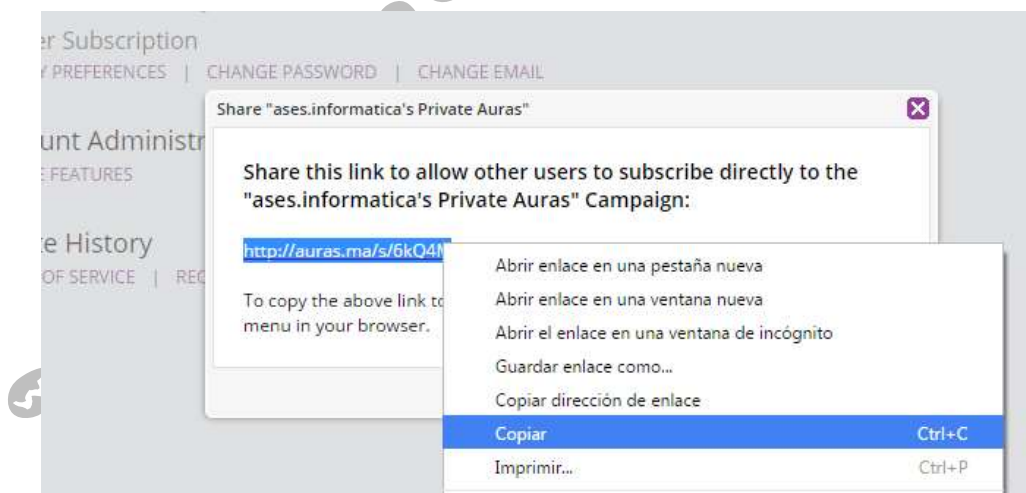 er Subscription
PREFERENCES | CHANGE PASSWORD | CHANGE EMAIL
Share "ases.informatica's Private Auras"
unt Administr
FEATURES
Share this link to allow other users to subscribe directly to the
"ases.informatica's Private Auras" Campaign:
e History
http://auras.ma/s/6kQ4M
OF SERVICE | REC
To copy the above link to
menu in your browser.
Abrir enlace en una pestaña nueva
Abrir enlace en una ventana nueva
Abrir el enlace en una ventana de incógnito
Guardar enlace como...
Copiar dirección de enlace
Copiar Ctrl+C
Imprimir... Ctrl+P